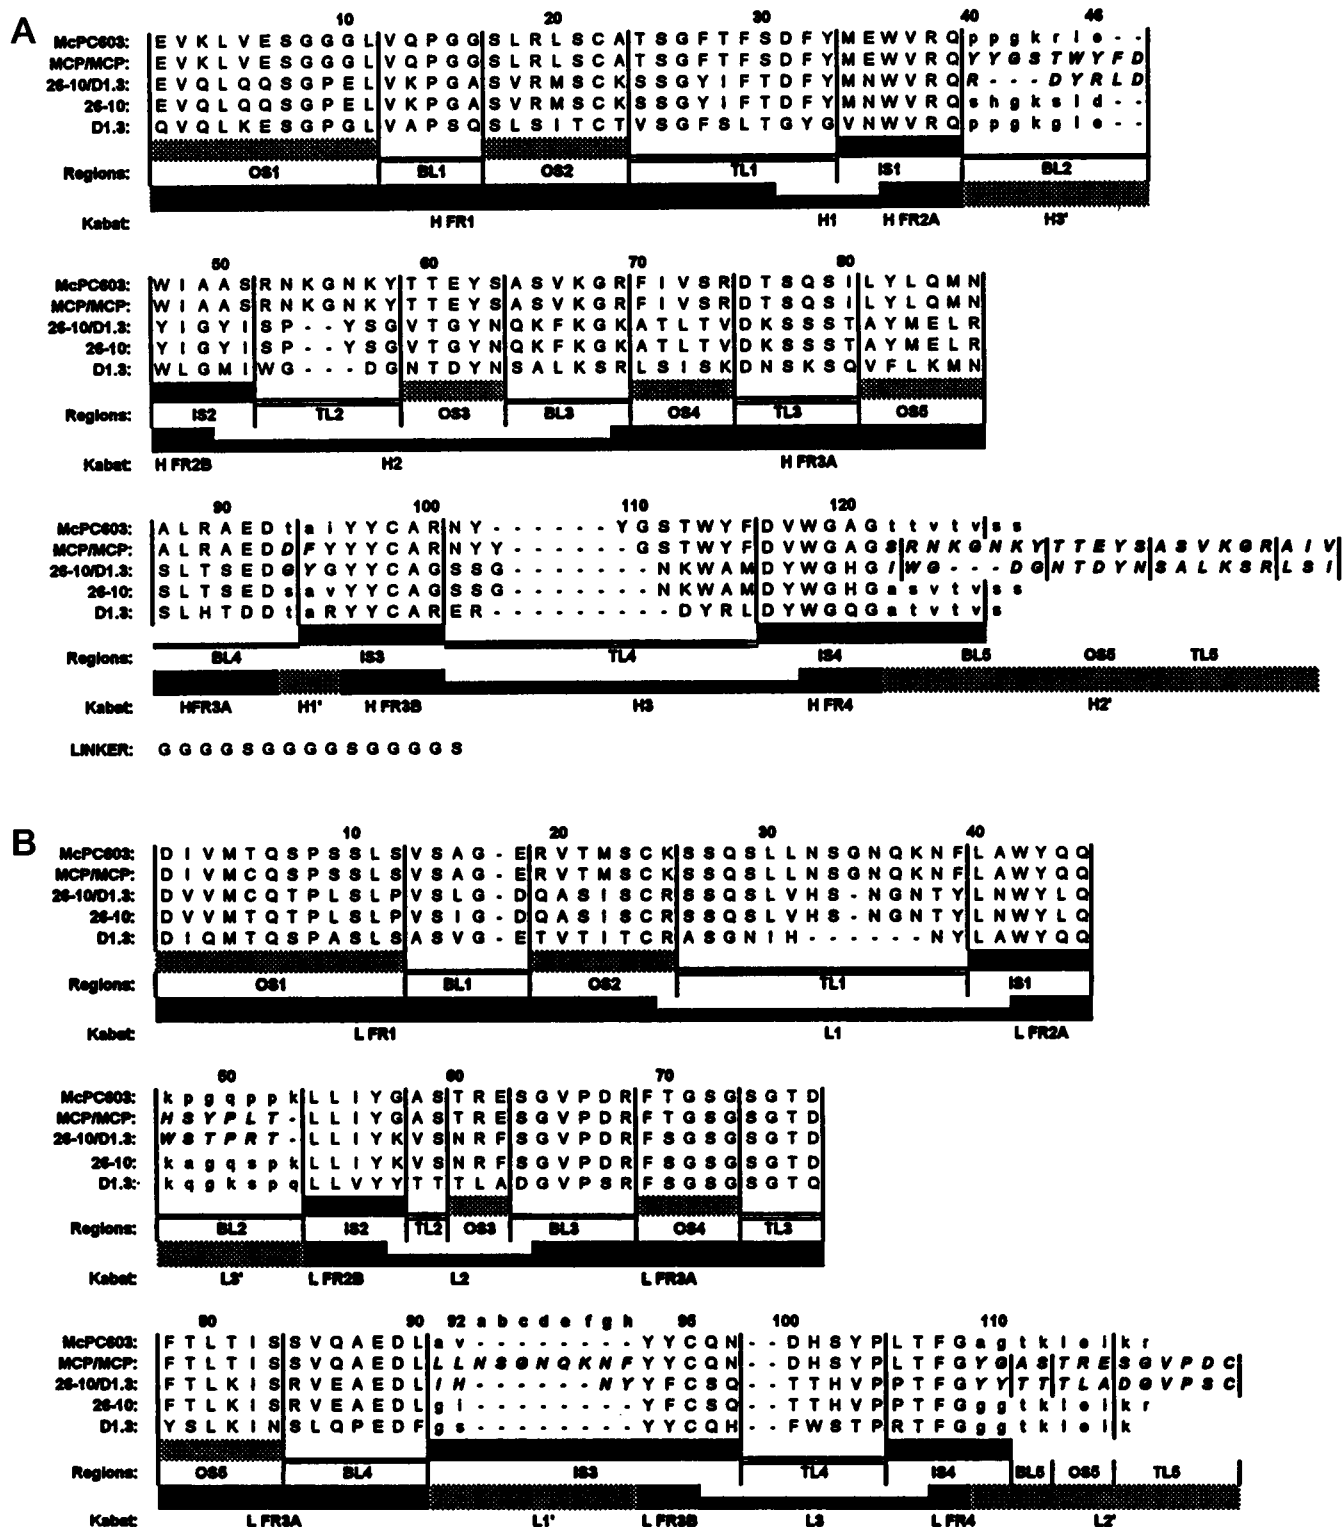 A
10 20 30 40 46
McPC603: E V K L V E S G G G L V Q P G G S L R L S C A T S G F T F S D F Y M E W V R Q p p g k r l e - -
MCP/MCP: E V K L V E S G G G L V Q P G G S L R L S C A T S G F T F S D F Y M E W V R Q Y Y G S T W Y F D
26-10/D1.3: E V Q L Q Q S G P E L V K P G A S V R M S C K S S G Y I F T D F Y M N W V R Q R - - - D Y R L D
26-10: E V Q L Q Q S G P E L V K P G A S V R M S C K S S G Y I F T D F Y M N W V R Q s h g k s l d - -
D1.3: Q V Q L K E S G P G L V A P S Q S L S I T C T V S G F S L T G Y G V N W V R Q p p g k g l e - -
Regions: OS1 BL1 OS2 TL1 IS1 BL2
Kabat: H FR1 H1 H FR2A H3'
50 60 70 80
McPC603: W I A A S R N K G N K Y T T E Y S A S V K G R F I V S R D T S Q S I L Y L Q M N
MCP/MCP: W I A A S R N K G N K Y T T E Y S A S V K G R F I V S R D T S Q S I L Y L Q M N
26-10/D1.3: Y I G Y I S P - - Y S G V T G Y N Q K F K G K A T L T V D K S S S T A Y M E L R
26-10: Y I G Y I S P - - Y S G V T G Y N Q K F K G K A T L T V D K S S S T A Y M E L R
D1.3: W L G M I W G - - - D G N T D Y N S A L K S R L S I S K D N S K S Q V F L K M N
Regions: IS2 TL2 OS3 BL3 OS4 TL3 OS5
Kabat: H FR2B H2 H FR3A
90 100 110 120
McPC603: A L R A E D t a i Y Y C A R N Y - - - - - - - Y G S T W Y F D V W G A G t t v t v s s
MCP/MCP: A L R A E D D F Y Y Y C A R N Y Y - - - - - - - G S T W Y F D V W G A G S R N K G N K Y T T E Y S A S V K G R A I V
26-10/D1.3: S L T S E D G Y G Y Y C A G S S G - - - - - - - N K W A M D Y W G H G I W G - - - D G N T D Y N S A L K S R L S I
26-10: S L T S E D s a v Y Y C A G S S G - - - - - - - N K W A M D Y W G H G a s v t v s s
D1.3: S L H T D D t a R Y Y C A R E R - - - - - - - - - D Y R L D Y W G Q G a t v t v s
Regions: BL4 IS3 TL4 IS4 BL5 OS5 TL5
Kabat: HFR3A H1' H FR3B H3 H FR4 H2'
LINKER: G G G G S G G G G S G G G G S
B
10 20 30 40
McPC603: D I V M T Q S P S S L S V S A G - E R V T M S C K S S Q S L L N S G N Q K N F L A W Y Q Q
MCP/MCP: D I V M C Q S P S S L S V S A G - E R V T M S C K S S Q S L L N S G N Q K N F L A W Y Q Q
26-10/D1.3: D V V M C Q T P L S L P V S L G - D Q A S I S C R S S Q S L V H S - N G N T Y L N W Y L Q
26-10: D V V M T Q T P L S L P V S I G - D Q A S I S C R S S Q S L V H S - N G N T Y L N W Y L Q
D1.3: D I Q M T Q S P A S L S A S V G - E T V T I T C R A S G N I H - - - - - - N Y L A W Y Q Q
Regions: OS1 BL1 OS2 TL1 IS1
Kabat: L FR1 L1 L FR2A
50 60 70
McPC603: k p g q p p k L L I Y G A S T R E S G V P D R F T G S G S G T D
MCP/MCP: H S Y P L T - L L I Y G A S T R E S G V P D R F T G S G S G T D
26-10/D1.3: W S T P R T - L L I Y K V S N R F S G V P D R F S G S G S G T D
26-10: k a g q s p k L L I Y K V S N R F S G V P D R F S G S G S G T D
D1.3: k q g k s p q L L V Y Y T T T L A D G V P S R F S G S G S G T Q
Regions: BL2 IS2 TL2 OS3 BL3 OS4 TL3
Kabat: L3' L FR2B L2 L FR3A
80 90 92 a b c d e f g h 95 100 110
McPC603: F T L T I S S V Q A E D L a v - - - - - - - - Y Y C Q N - - D H S Y P L T F G a g t k l e i k r
MCP/MCP: F T L T I S S V Q A E D L L L N S G N Q K N F Y Y C Q N - - D H S Y P L T F G Y G A S T R E S G V P D C
26-10/D1.3: F T L K I S R V E A E D L I H - - - - - - N Y Y F C S Q - - T T H V P P T F G Y Y T T T L A D G V P S C
26-10: F T L K I S R V E A E D L g i - - - - - - - - Y F C S Q - - T T H V P P T F G g g t k l e i k r
D1.3: Y S L K I N S L Q P E D F g s - - - - - - - - Y Y C Q H - - F W S T P R T F G g g t k l e i k
Regions: OS5 BL4 IS3 TL4 IS4 BL5 OS5 TL5
Kabat: L FR3A L1' L FR3B L3 L FR4 L2'